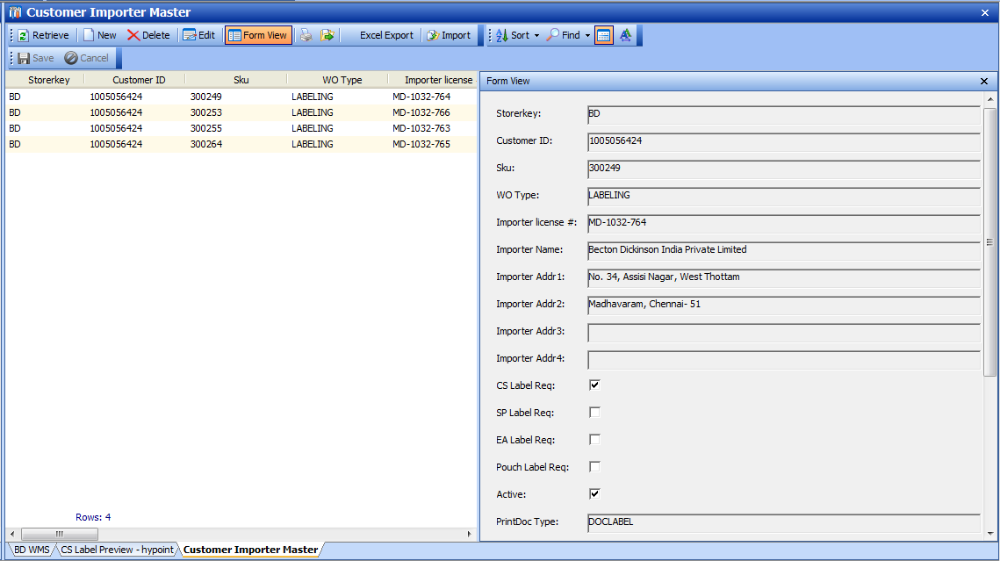 Customer Importer Master
Retrieve New Delete Edit Form View Excel Export Import Sort Find
Save Cancel
Storerkey Customer ID Sku WO Type Importer license
BD 1005056424 300249 LABELING MD-1032-764
BD 1005056424 300253 LABELING MD-1032-766
BD 1005056424 300255 LABELING MD-1032-763
BD 1005056424 300264 LABELING MD-1032-765
Rows: 4
Form View
Storerkey: BD
Customer ID: 1005056424
Sku: 300249
WO Type: LABELING
Importer license #: MD-1032-764
Importer Name: Becton Dickinson India Private Limited
Importer Addr1: No. 34, Assisi Nagar, West Thottam
Importer Addr2: Madhavaram, Chennai- 51
Importer Addr3:
Importer Addr4:
CS Label Req:
SP Label Req:
EA Label Req:
Pouch Label Req:
Active:
PrintDoc Type: DOCLABEL
BD WMS CS Label Preview - hypoint Customer Importer Master